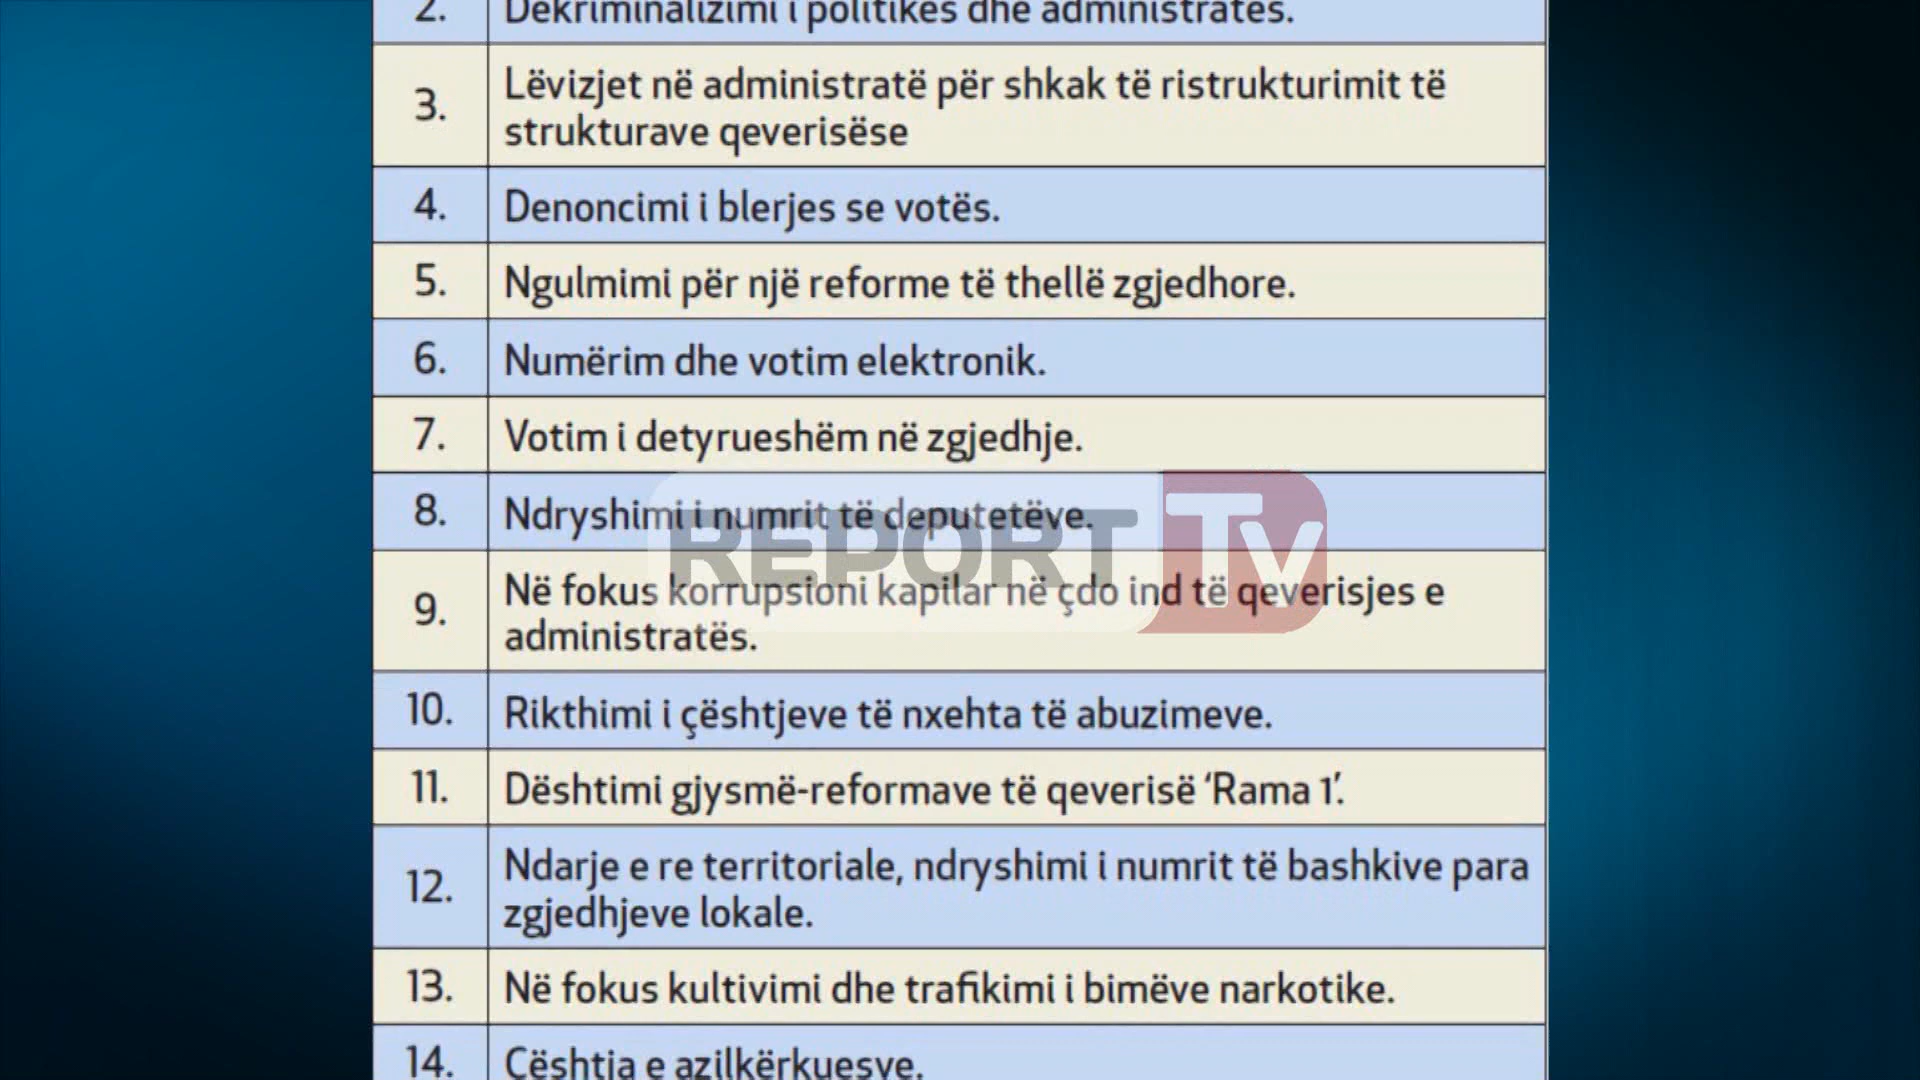 2. Dekriminalizimi i politikës dhe administratës.
3. Lëvizjet në administratë për shkak të ristrukturimit të
strukturave qeverisëse
4. Denoncimi i blerjes se votës.
5. Ngulmimi për një reforme të thellë zgjedhore.
6. Numërim dhe votim elektronik.
7. Votim i detyrueshëm në zgjedhje.
8. Ndryshimi i numrit të deputetëve.
REPORT TV
9. Në fokus korrupsioni kapilar në çdo ind të qeverisjes e
administratës.
10. Rikthimi i çështjeve të nxehta të abuzimeve.
11. Dështimi gjysmë-reformave të qeverisë ‘Rama 1’.
12. Ndarje e re territoriale, ndryshimi i numrit të bashkive para
zgjedhjeve lokale.
13. Në fokus kultivimi dhe trafikimi i bimëve narkotike.
14. Çështja e azilkërkuesve.